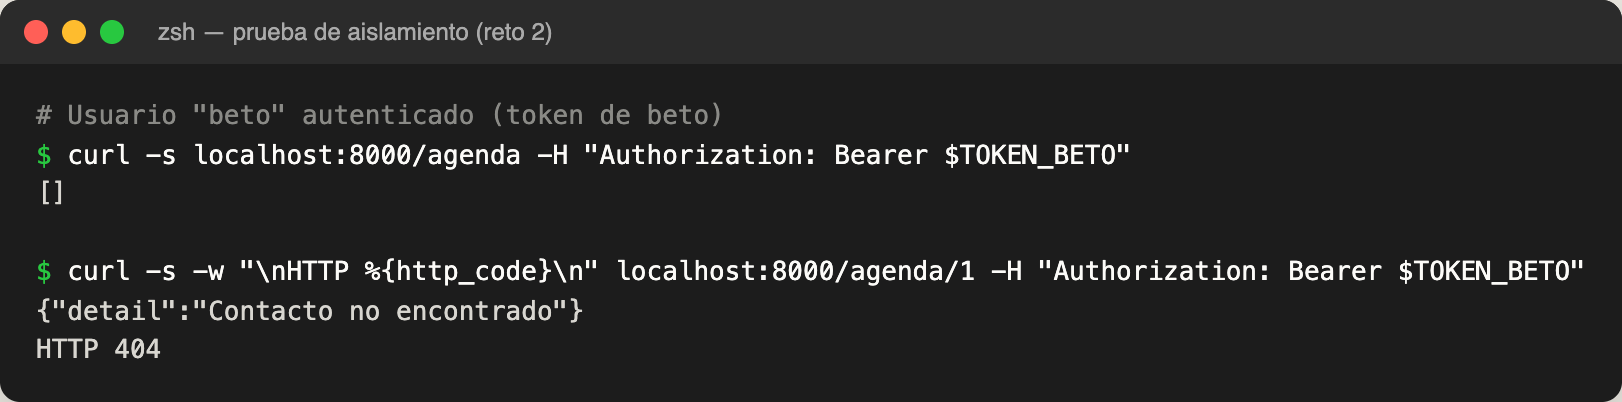 zsh — prueba de aislamiento (reto 2)
# Usuario "beto" autenticado (token de beto)
$ curl -s localhost:8000/agenda -H "Authorization: Bearer $TOKEN_BETO"
[]
$ curl -s -w "\nHTTP %{http_code}\n" localhost:8000/agenda/1 -H "Authorization: Bearer $TOKEN_BETO"
{"detail":"Contacto no encontrado"}
HTTP 404